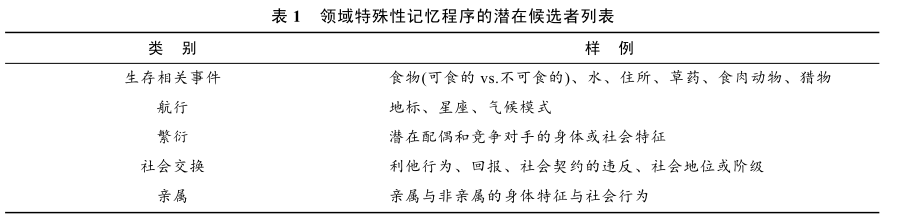 表 1 领域特殊性记忆程序的潜在候选者列表
类 别 样 例
生存相关事件 食物(可食的 vs.不可食的)、水、住所、草药、食肉动物、猎物
航行 地标、星座、气候模式
繁衍 潜在配偶和竞争对手的身体或社会特征
社会交换 利他行为、回报、社会契约的违反、社会地位或阶级
亲属 亲属与非亲属的身体特征与社会行为